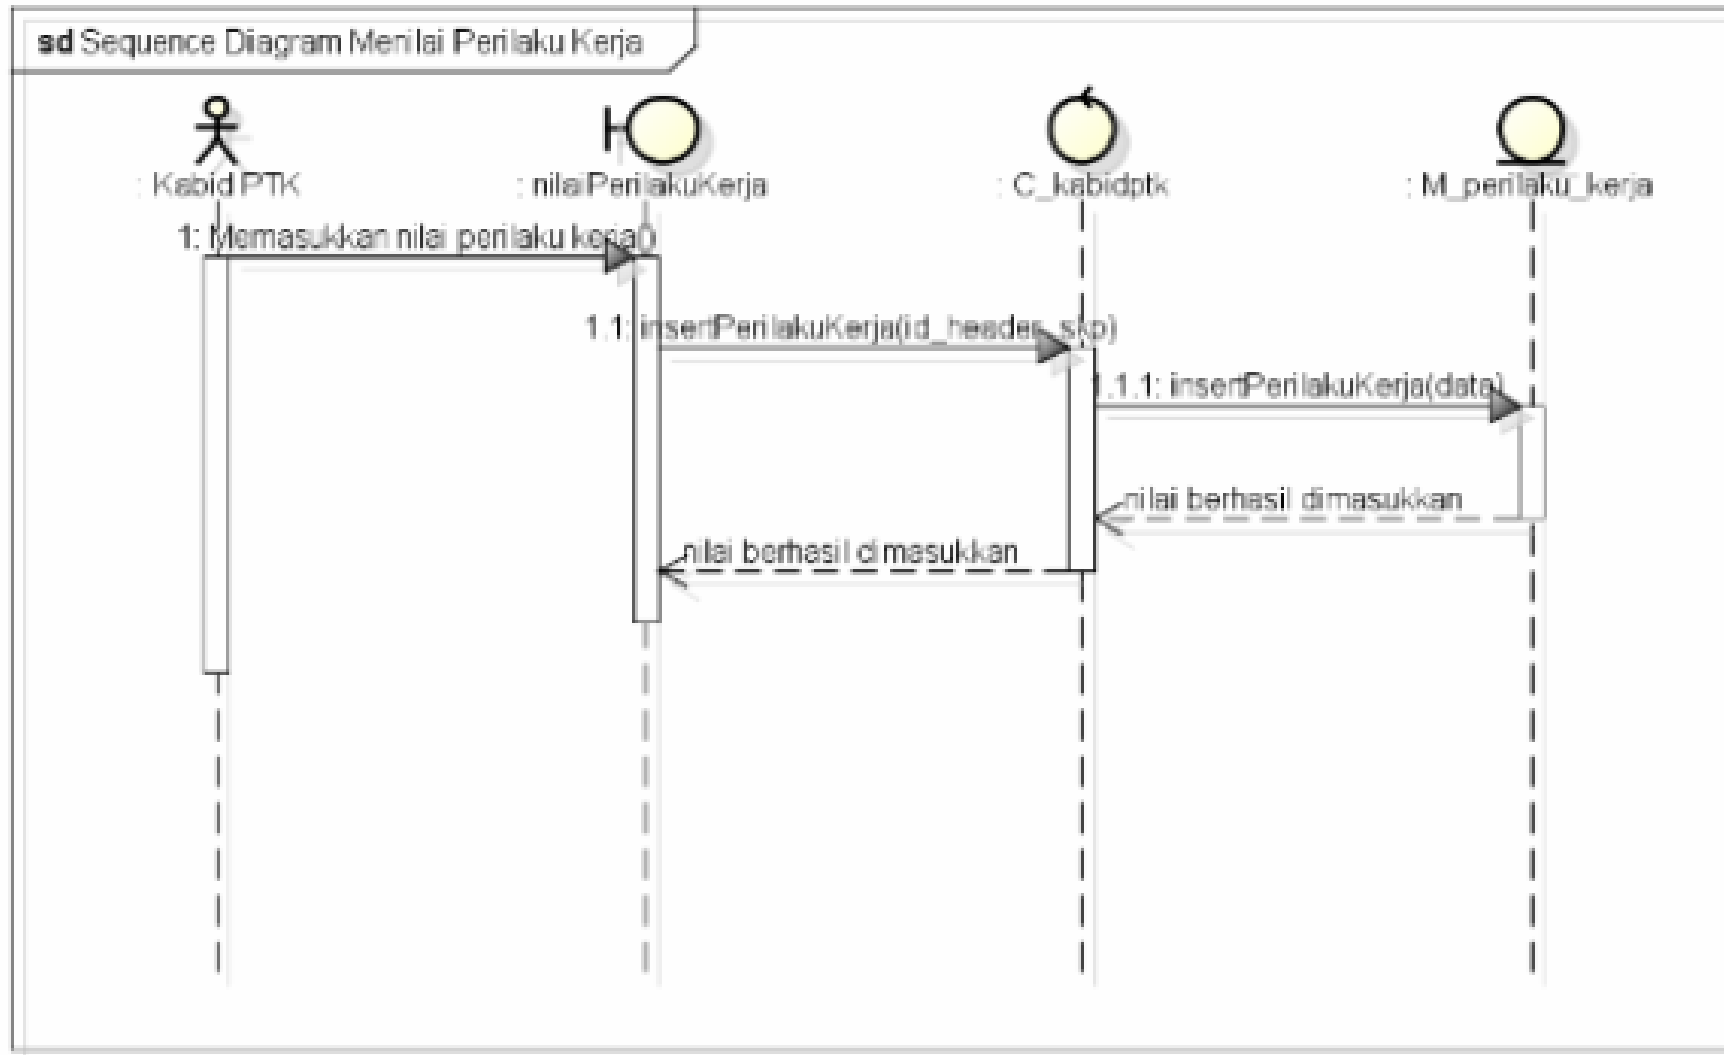 sd Sequence Diagram Menilai Perilaku Kerja
: Kabid PTK
: nilaiPerilakuKerja
: C_kabidptk
: M_perilaku_kerja
1: Memasukkan nilai perilaku kerja()
1.1: insertPerilakuKerja(id_header_skp)
1.1.1: insertPerilakuKerja(data)
nilai berhasil dimasukkan
nilai berhasil dimasukkan